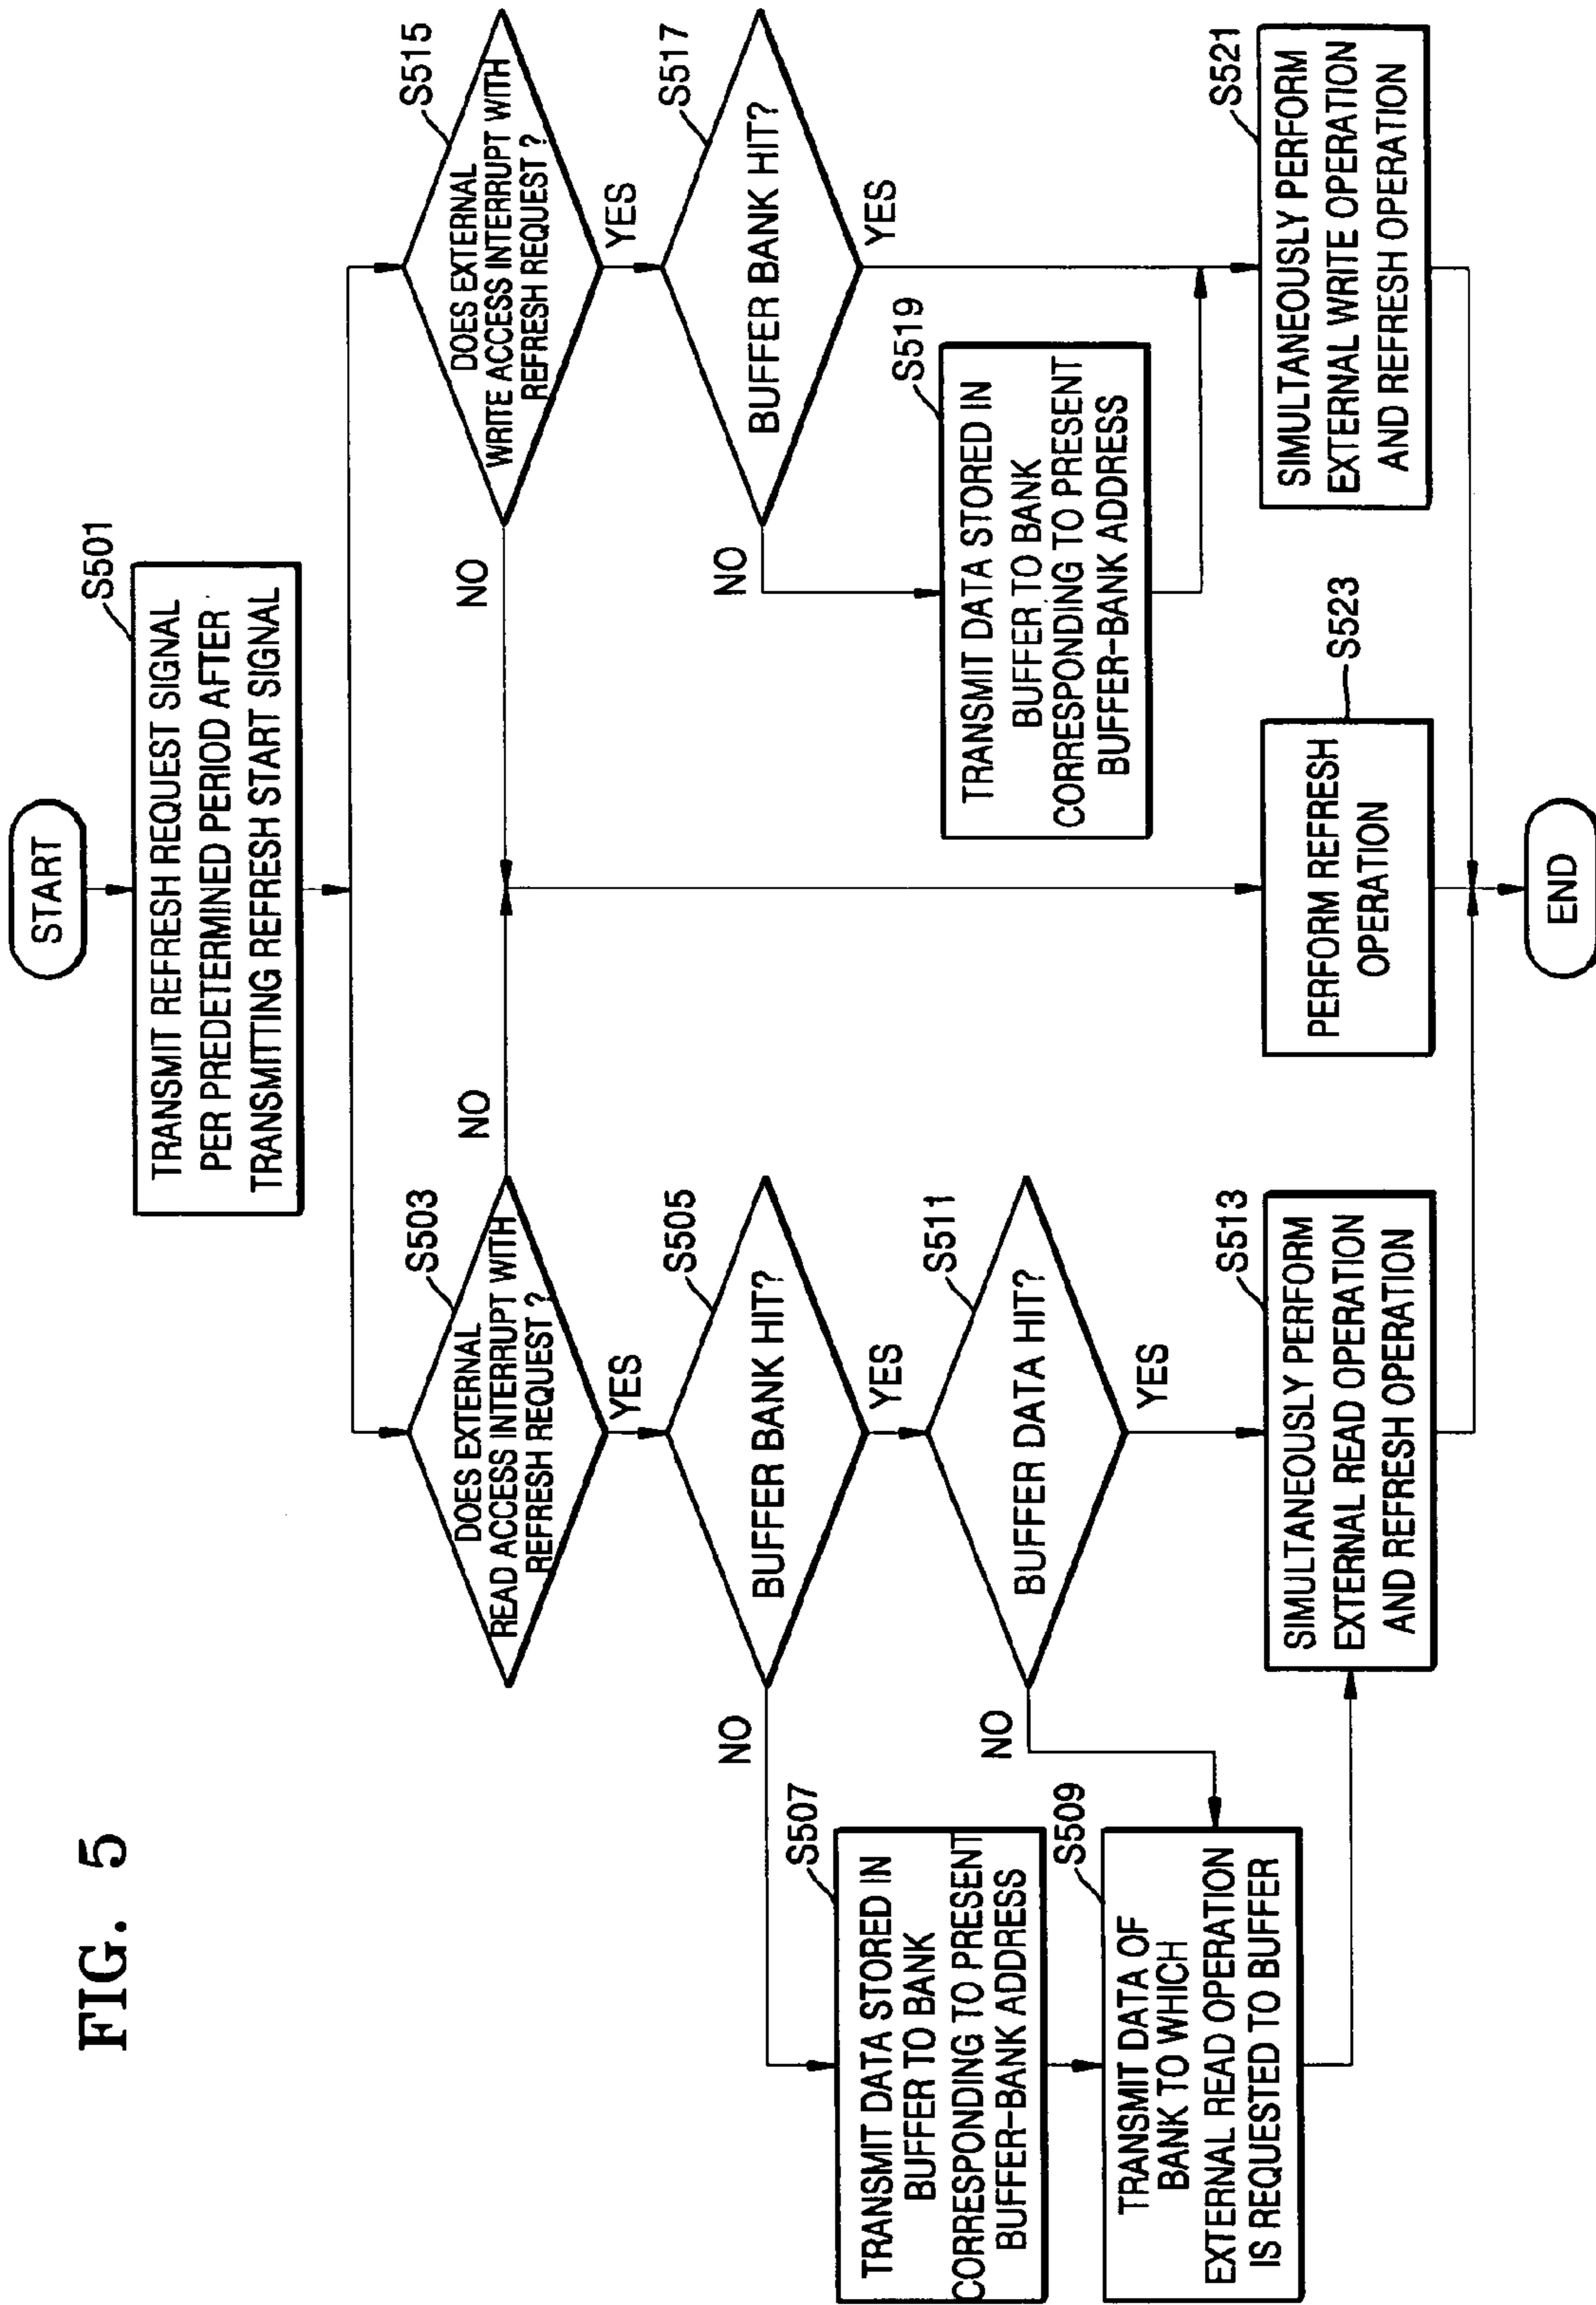 FIG. 5
START
S501
TRANSMIT REFRESH REQUEST SIGNAL
PER PREDETERMINED PERIOD AFTER
TRANSMITTING REFRESH START SIGNAL
S503
DOES EXTERNAL
READ ACCESS INTERRUPT WITH
REFRESH REQUEST ?
NO
YES
S505
BUFFER BANK HIT?
NO
YES
S507
TRANSMIT DATA STORED IN
BUFFER TO BANK
CORRESPONDING TO PRESENT
BUFFER-BANK ADDRESS
S511
BUFFER DATA HIT?
NO
YES
S509
TRANSMIT DATA OF
BANK TO WHICH
EXTERNAL READ OPERATION
IS REQUESTED TO BUFFER
S513
SIMULTANEOUSLY PERFORM
EXTERNAL READ OPERATION
AND REFRESH OPERATION
S515
DOES EXTERNAL
WRITE ACCESS INTERRUPT WITH
REFRESH REQUEST ?
NO
YES
S517
BUFFER BANK HIT?
NO
YES
S519
TRANSMIT DATA STORED IN
BUFFER TO BANK
CORRESPONDING TO PRESENT
BUFFER-BANK ADDRESS
S521
SIMULTANEOUSLY PERFORM
EXTERNAL WRITE OPERATION
AND REFRESH OPERATION
S523
PERFORM REFRESH
OPERATION
END